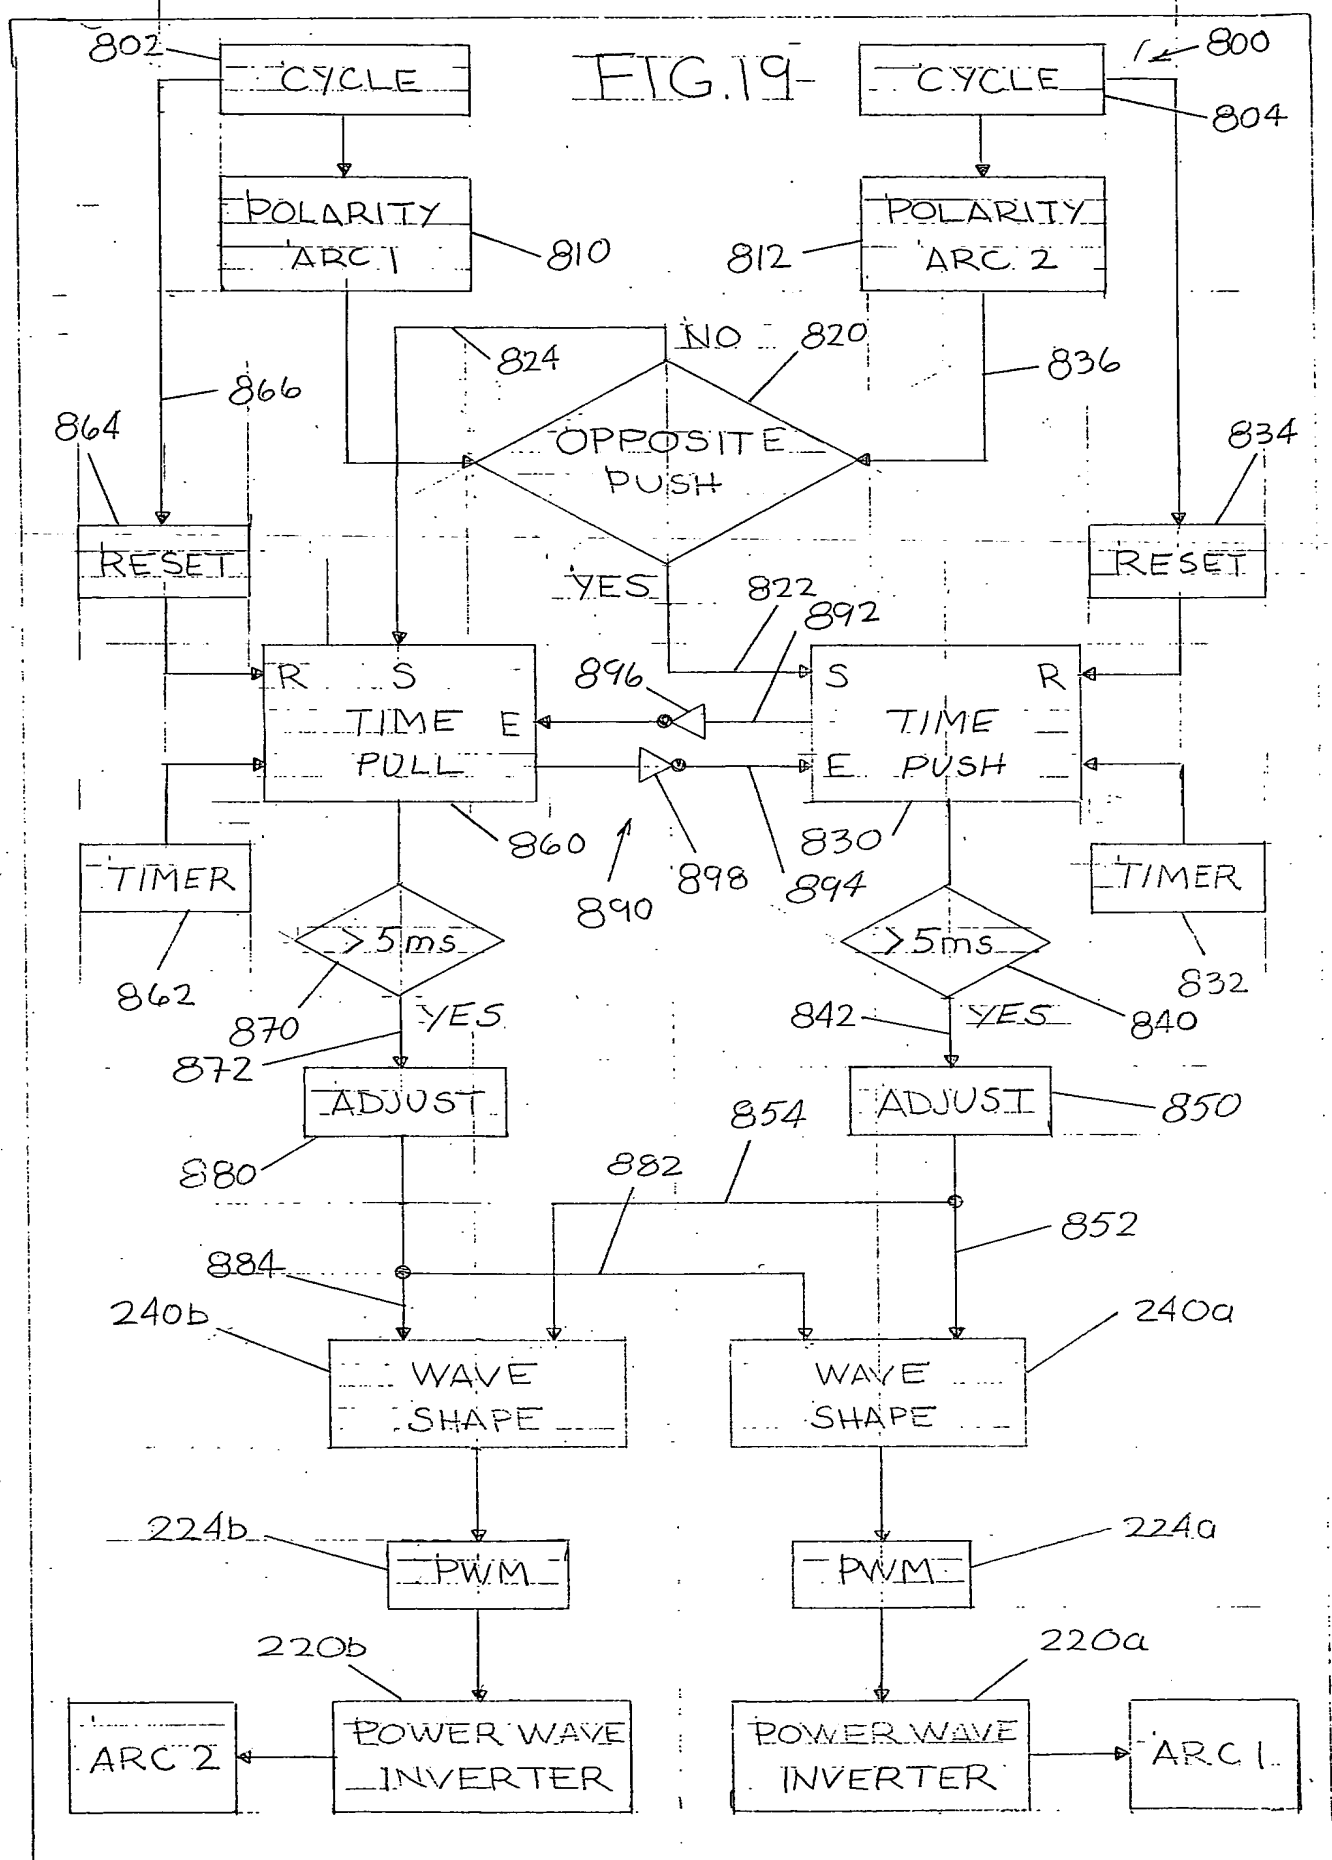 FIG.19
802
CYCLE
CYCLE
800
804
POLARITY
ARC 1
810
POLARITY
ARC 2
812
NO
820
824
836
866
864
834
OPPOSITE
PUSH
RESET
RESET
YES
822
892
R S
TIME E
PULL
896
S R
TIME
E PUSH
860
890
898
894
830
TIMER
TIMER
>5ms
>5ms
862
870
872
YES
842
YES
840
832
ADJUST
ADJUST
850
880
882
854
852
884
240b
240a
WAVE
SHAPE
WAVE
SHAPE
224b
224a
PWM
PWM
220b
220a
ARC 2
POWER WAVE
INVERTER
POWER WAVE
INVERTER
ARC 1